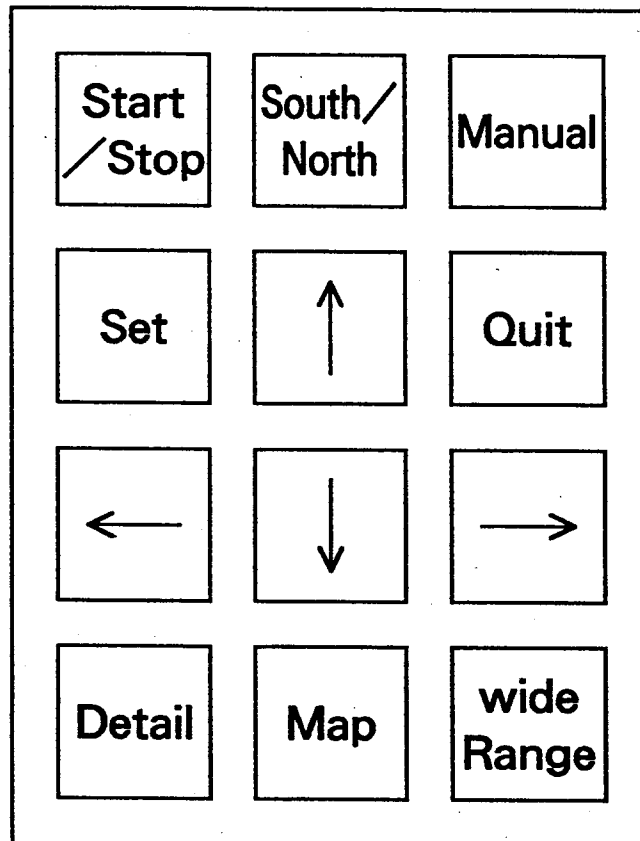 Start
/Stop
South/
North
Manual
Set
↑
Quit
←
↓
→
Detail
Map
wide
Range